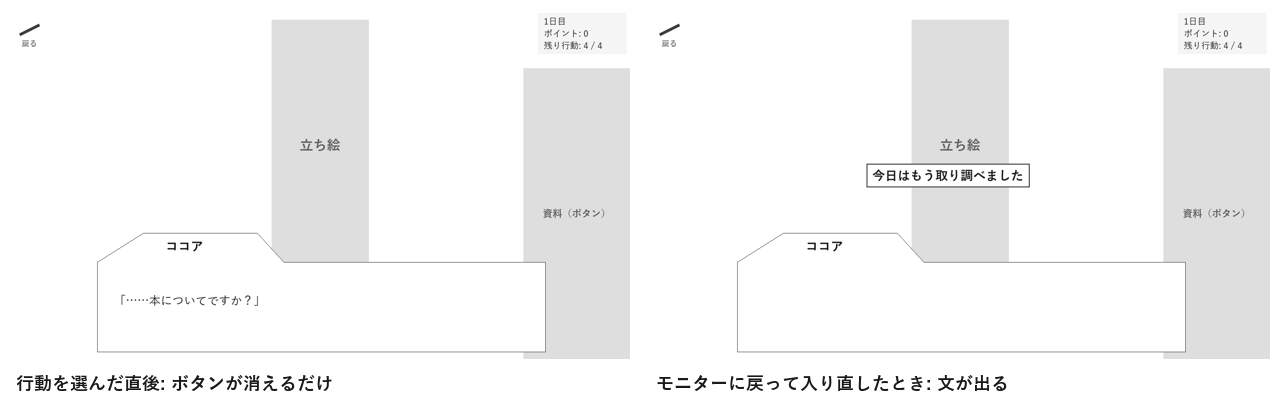 戻る
1日目
ポイント: 0
残り行動: 4 / 4
立ち絵
資料（ボタン）
ココア
「……本についてですか？」
行動を選んだ直後: ボタンが消えるだけ
戻る
1日目
ポイント: 0
残り行動: 4 / 4
立ち絵
今日はもう取り調べました
資料（ボタン）
ココア
モニターに戻って入り直したとき: 文が出る